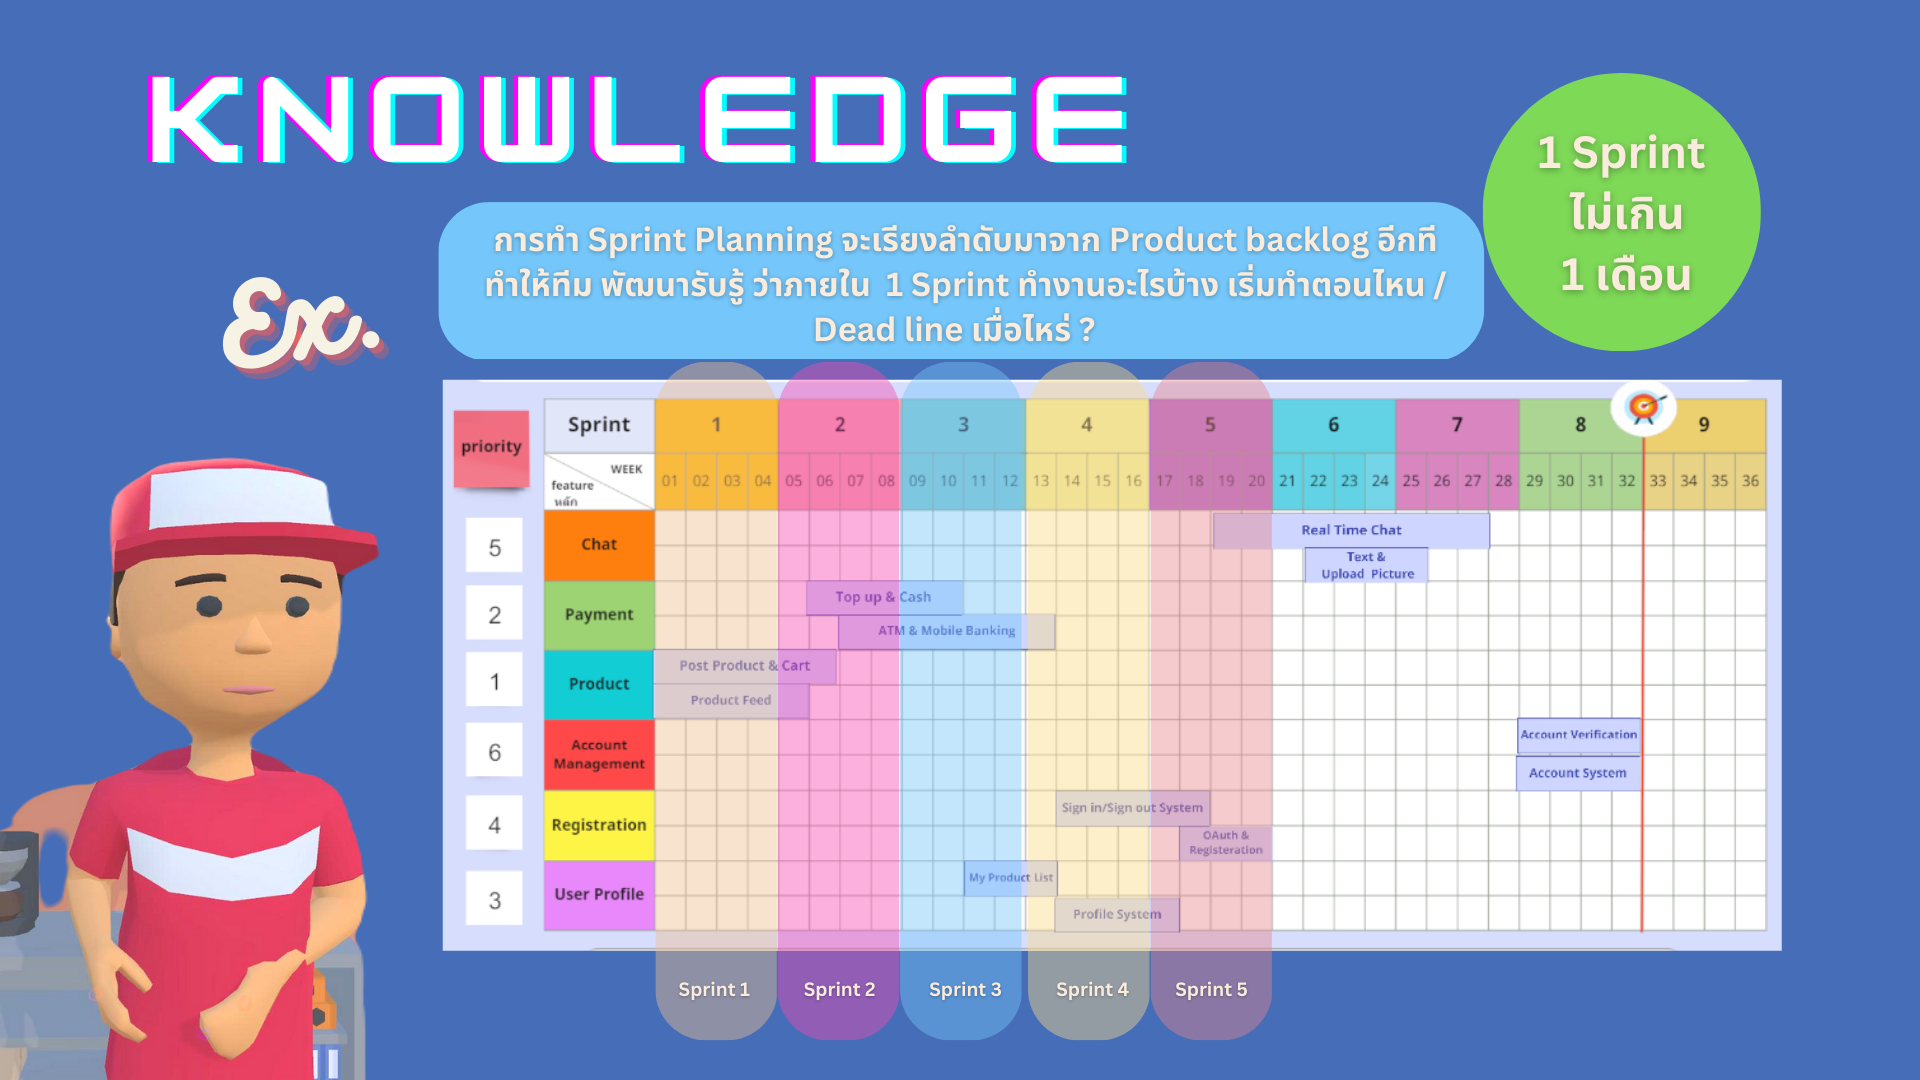 KNOWLEDGE
1 Sprint
ไม่เกิน
1 เดือน
การทำ Sprint Planning จะเรียงลำดับมาจาก Product backlog อีกที
ทำให้ทีม พัฒนารับรู้ ว่าภายใน 1 Sprint ทำงานอะไรบ้าง เริ่มทำตอนไหน /
Dead line เมื่อไหร่ ?
Ex.
priority
Sprint 1 2 3 4 5 6 7 8 9
WEEK
feature
หลัก
01 02 03 04 05 06 07 08 09 10 11 12 13 14 15 16 17 18 19 20 21 22 23 24 25 26 27 28 29 30 31 32 33 34 35 36
5 Chat Real Time Chat
Text &
Upload Picture
2 Payment Top up & Cash
ATM & Mobile Banking
1 Product Post Product & Cart
Product Feed
6 Account
Management
Account Verification
Account System
4 Registration Sign in/Sign out System
OAuth &
Registeration
3 User Profile My Product List
Profile System
Sprint 1 Sprint 2 Sprint 3 Sprint 4 Sprint 5